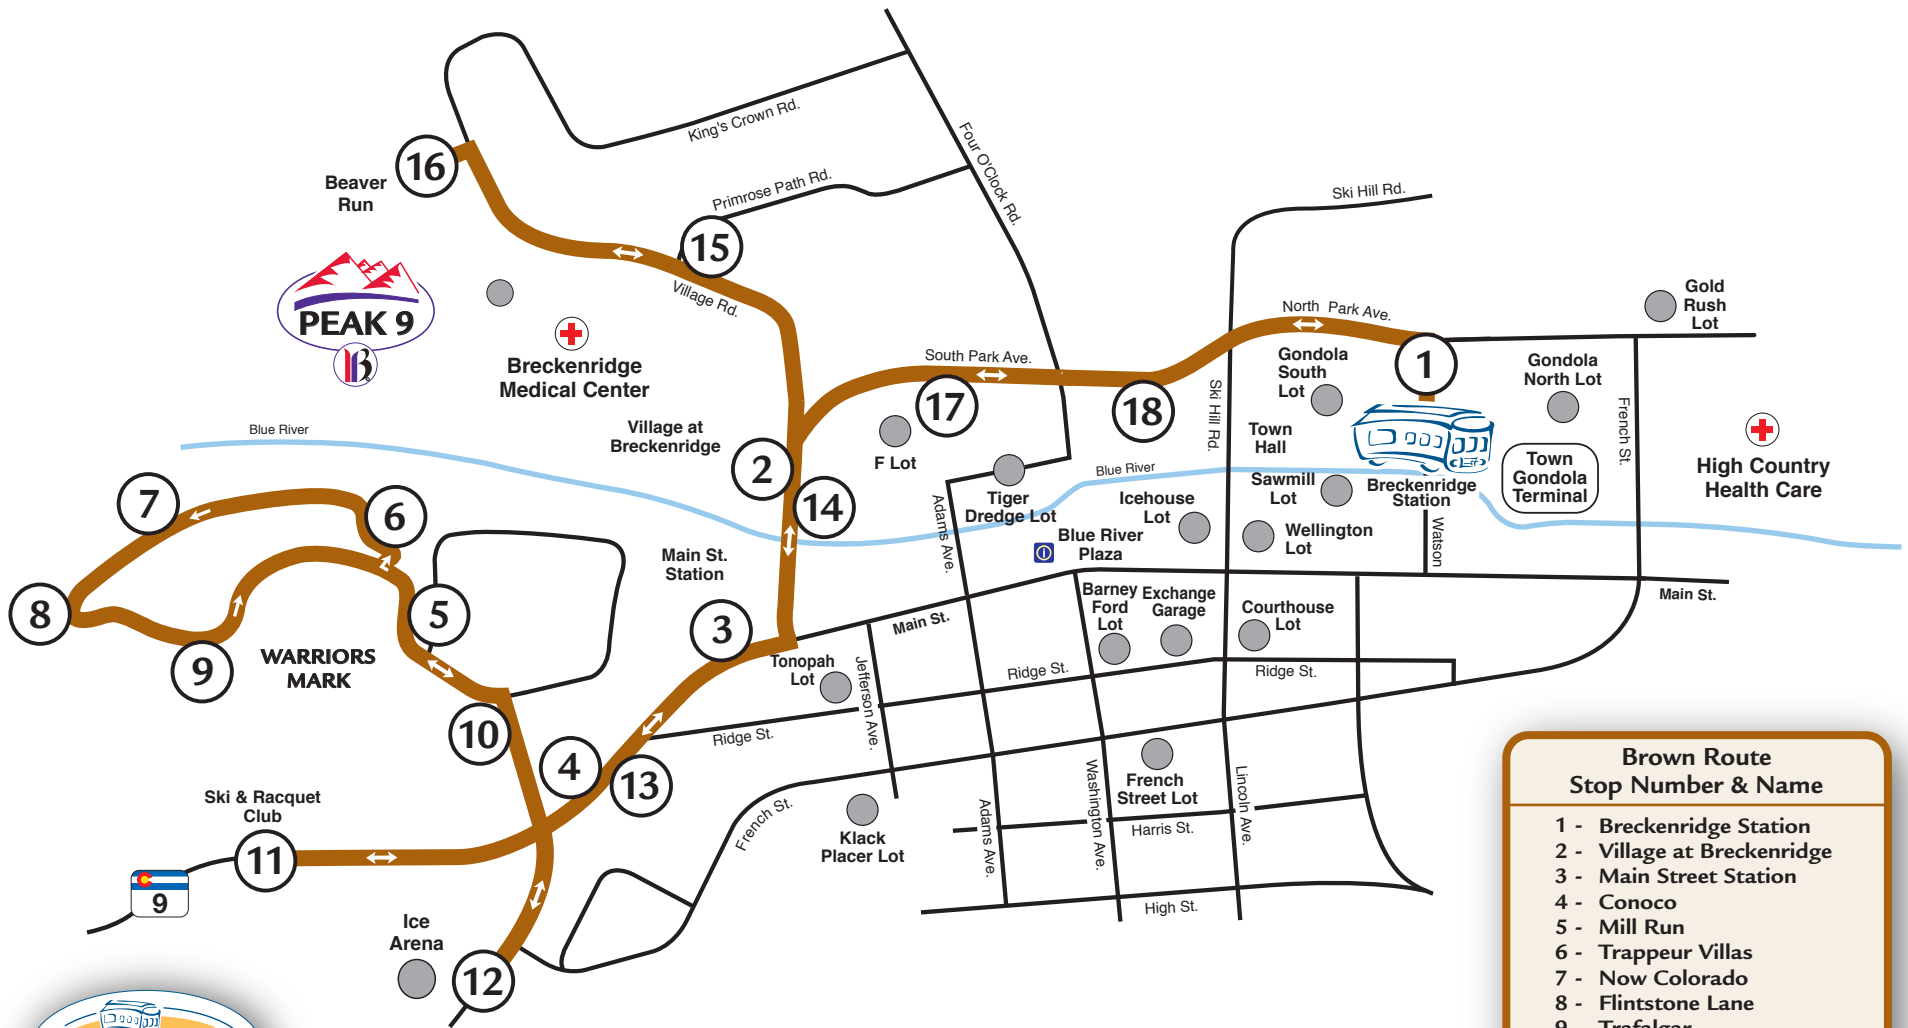 King's Crown Rd.
Four O'Clock Rd.
16
Beaver
Run
Primrose Path Rd.
Ski Hill Rd.
15
PEAK 9
B
Village Rd.
North Park Ave.
Gold
Rush
Lot
Breckenridge
Medical Center
South Park Ave.
17
18
Ski Hill Rd.
Gondola
South
Lot
1
Gondola
North Lot
French St.
Blue River
Village at
Breckenridge
2
F Lot
Town
Hall
Town
Gondola
Terminal
High Country
Health Care
7
6
14
Tiger
Dredge Lot
Adams Ave.
Blue River
Icehouse
Lot
Sawmill
Lot
Breckenridge
Station
Wellington
Lot
Watson
Blue River
Plaza
Main St.
Station
8
5
3
9
WARRIORS
MARK
Main St.
Barney
Ford
Lot
Exchange
Garage
Courthouse
Lot
Main St.
Tonopah
Lot
Jefferson Ave.
Ridge St.
Ridge St.
10
Ridge St.
4
13
French St.
Klack
Placer Lot
Adams Ave.
Washington Ave.
French
Street Lot
Lincoln Ave.
Harris St.
High St.
Ski & Racquet
Club
11
9
Ice
Arena
12
Brown Route
Stop Number & Name
1 - Breckenridge Station
2 - Village at Breckenridge
3 - Main Street Station
4 - Conoco
5 - Mill Run
6 - Trappeur Villas
7 - Now Colorado
8 - Flintstone Lane
9 - Trafalgar